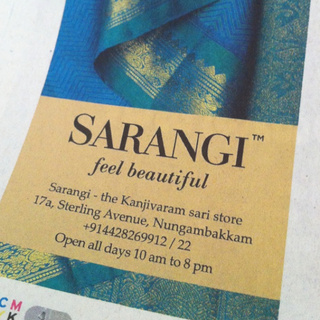 SARANGI™
feel beautiful
Sarangi - the Kanjivaram sari store
17a, Sterling Avenue, Nungambakkam
+914428269912 / 22
Open all days 10 am to 8 pm
C M
Y K